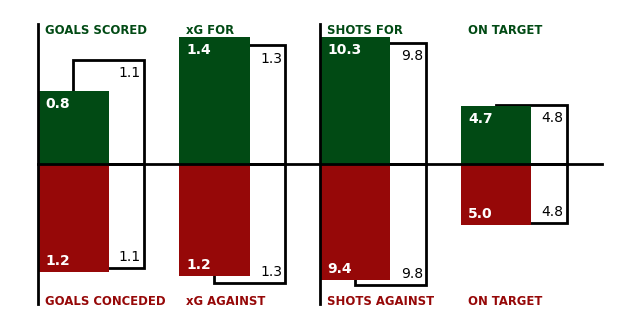 GOALS SCORED xG FOR SHOTS FOR ON TARGET
0.8 1.1 1.4 1.3 10.3 9.8 4.7 4.8
1.2 1.1 1.2 1.3 9.4 9.8 5.0 4.8
GOALS CONCEDED xG AGAINST SHOTS AGAINST ON TARGET